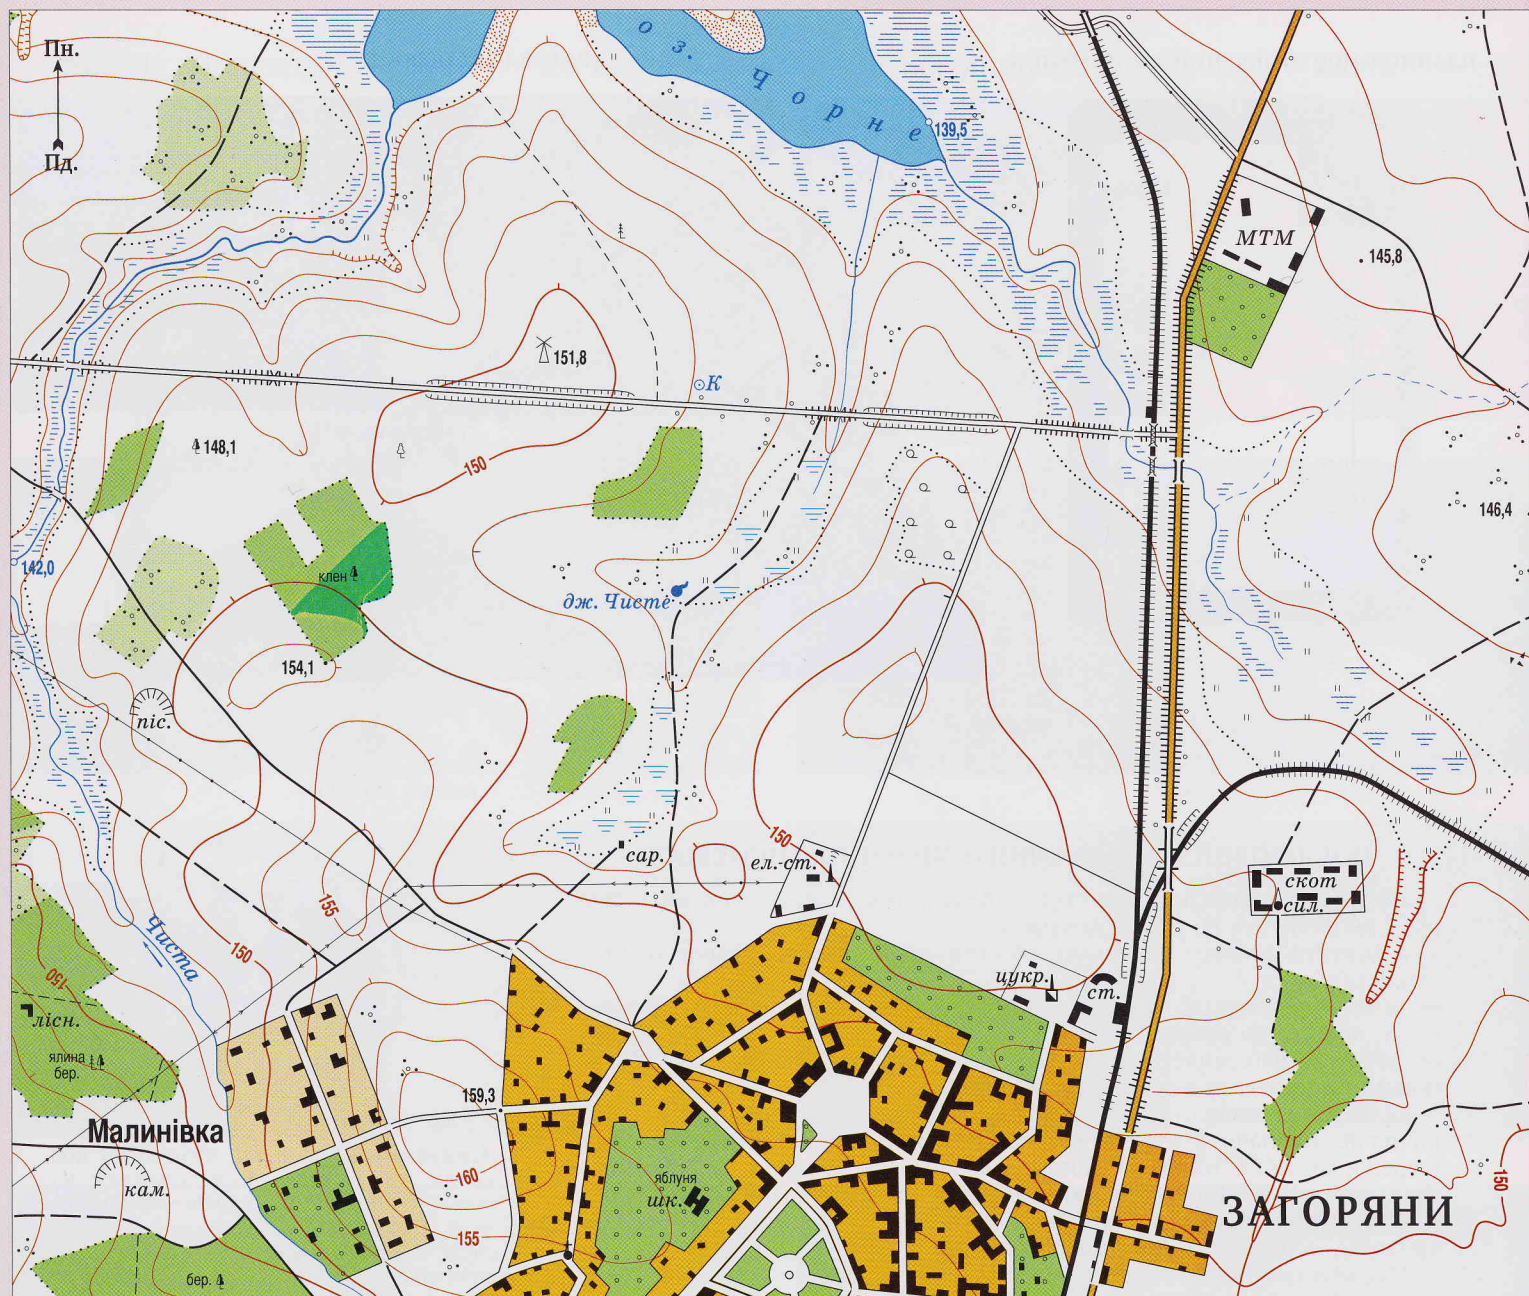 Пн.
Пд.
оз. Чорне
139,5
МТМ
145,8
151,8
К
148,1
150
146,4
142,0
клен
дж. Чисте
154,1
піс.
150
ел.-ст.
сар.
скот
сил.
155
150
Чиста
150
цукр.
ст.
лісн.
ялина
бер.
159,3
Малинівка
кам.
160
яблуня
шк.
150
ЗАГОРЯНИ
155
бер.